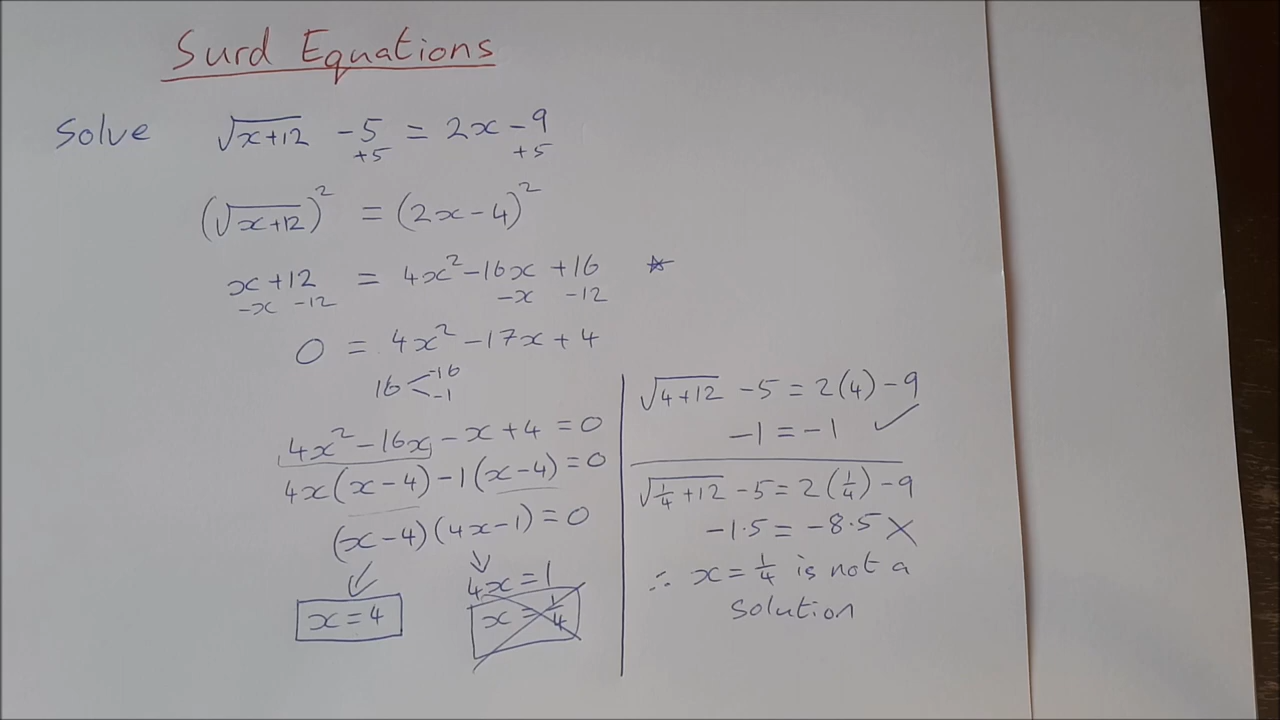 Surd Equations
Solve √(x+12) -5 = 2x-9
+5 +5
(√(x+12))² = (2x-4)²
x+12 = 4x²-16x+16 *
-x -12 -x -12
0 = 4x²-17x+4
16 < -16
-1
4x²-16x-x+4=0
4x(x-4)-1(x-4)=0
(x-4)(4x-1)=0
4x=1
x=4 x=1/4
√(4+12) -5=2(4)-9
-1=-1 ✓
√(1/4+12) -5=2(1/4)-9
-1·5=-8·5 X
∴ x=1/4 is not a
solution